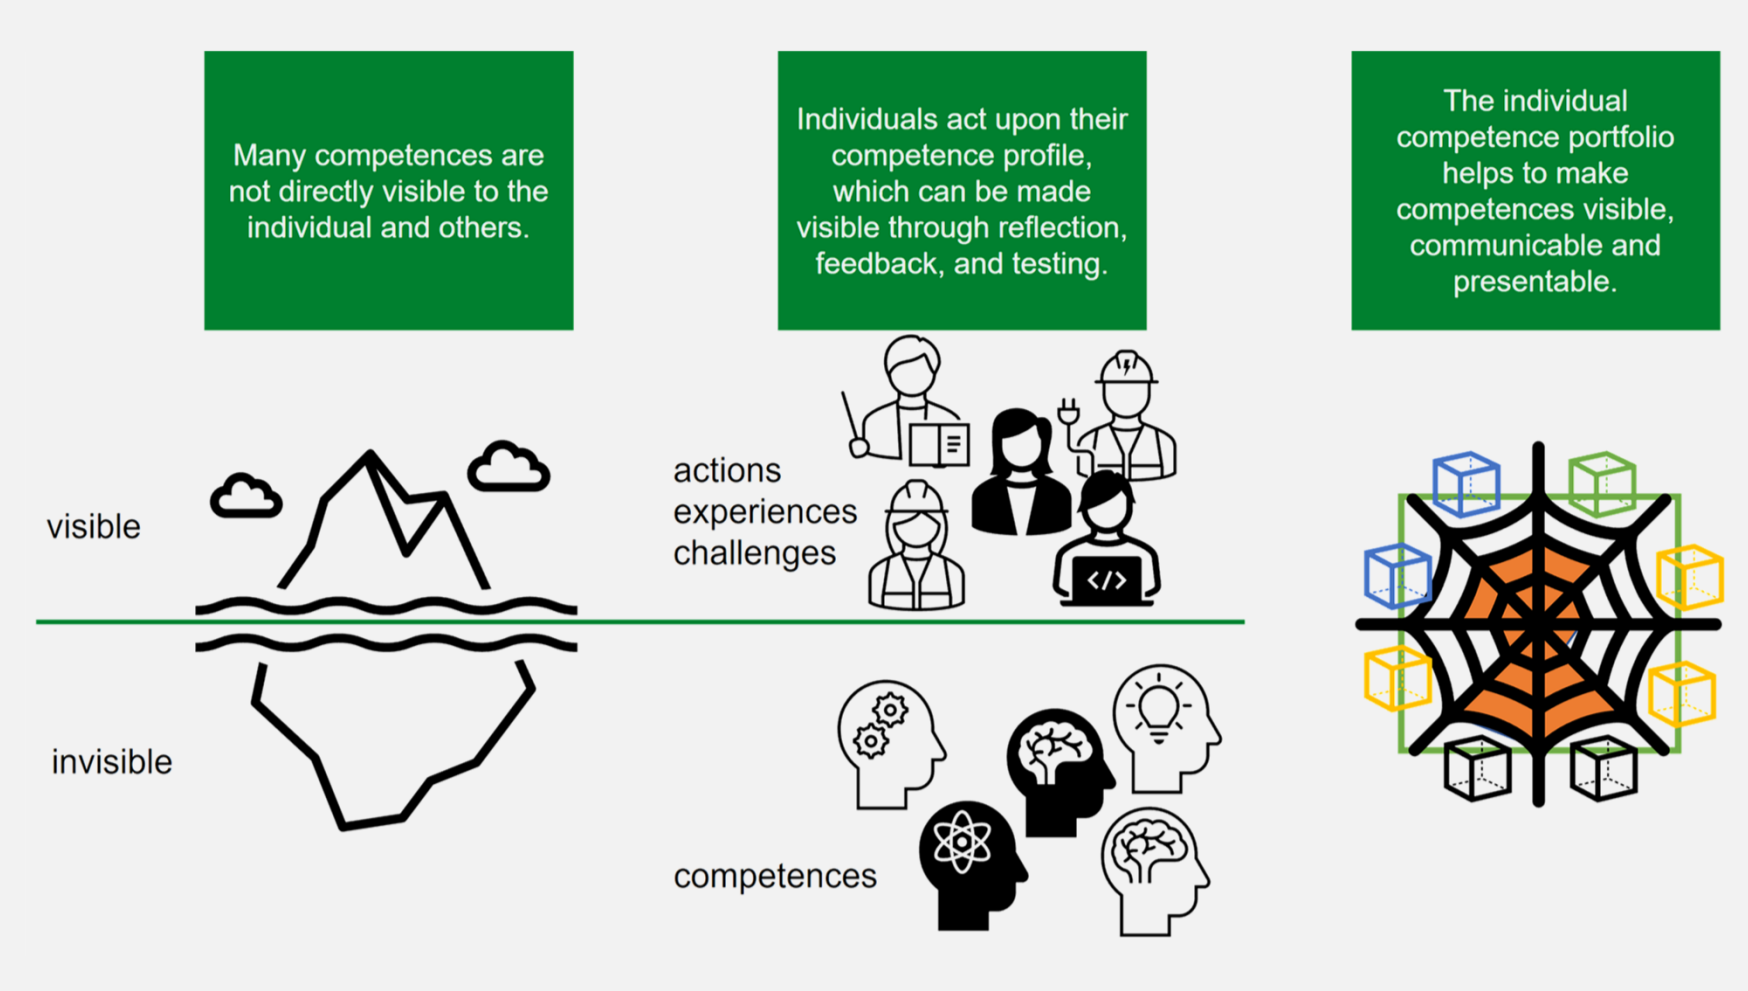 Many competences are
not directly visible to the
individual and others.
Individuals act upon their
competence profile,
which can be made
visible through reflection,
feedback, and testing.
The individual
competence portfolio
helps to make
competences visible,
communicable and
presentable.
visible
actions
experiences
challenges
</>
invisible
competences